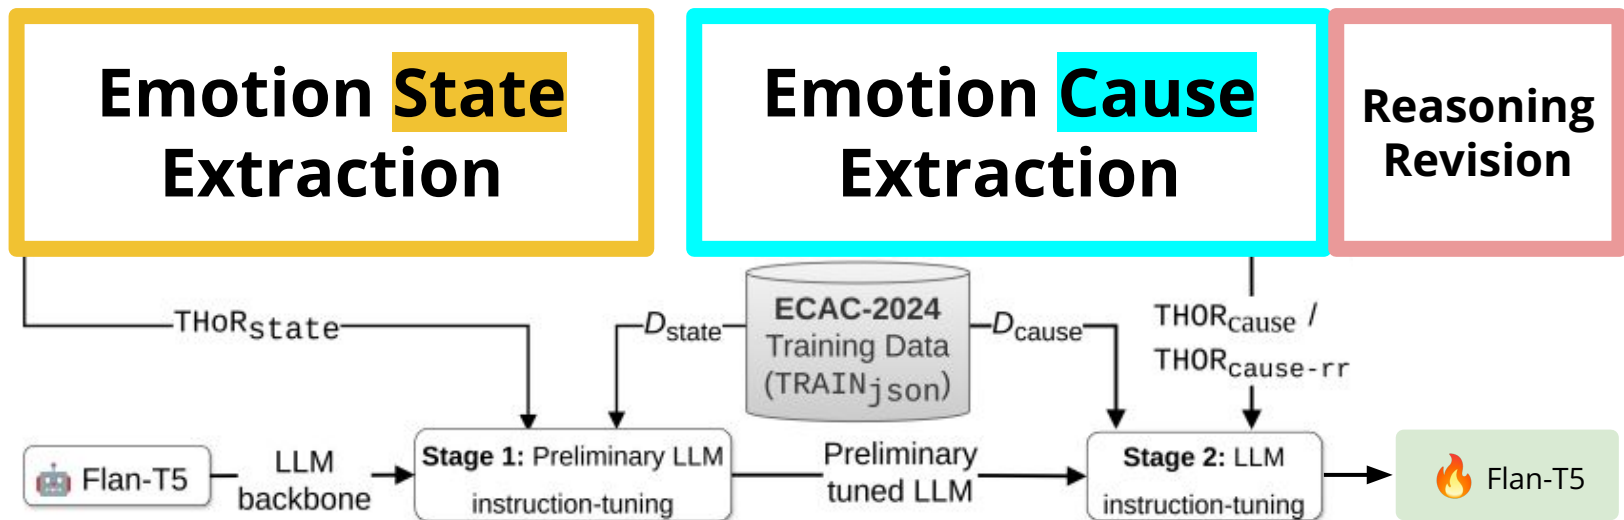 Emotion State
Extraction
Emotion Cause
Extraction
Reasoning
Revision
THoRstate
Dstate
ECAC-2024
Training Data
(TRAINjson)
Dcause
THORcause /
THORcause-rr
Flan-T5
LLM
backbone
Stage 1: Preliminary LLM
instruction-tuning
Preliminary
tuned LLM
Stage 2: LLM
instruction-tuning
Flan-T5